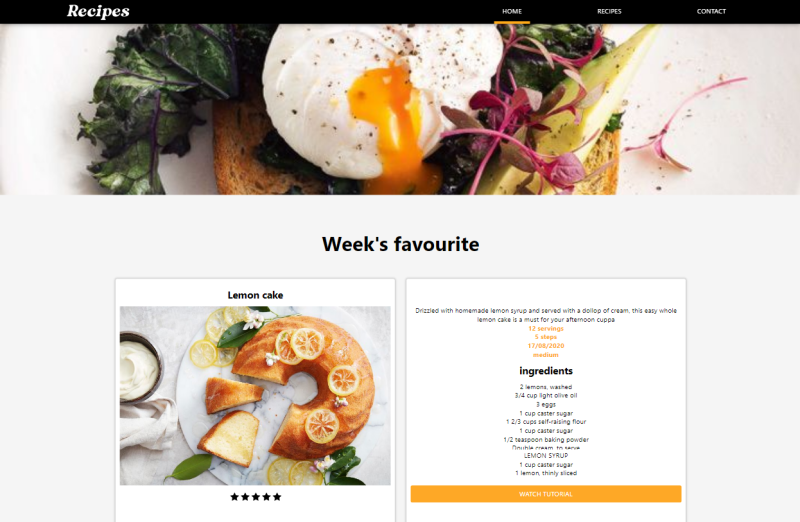 Recipes
HOME
RECIPES
CONTACT
Week's favourite
Lemon cake
Drizzled with homemade lemon syrup and served with a dollop of cream, this easy whole
lemon cake is a must for your afternoon cuppa
12 servings
5 steps
17/08/2020
medium
ingredients
2 lemons, washed
3/4 cup light olive oil
3 eggs
1 cup caster sugar
1 2/3 cups self-raising flour
1 cup caster sugar
1/2 teaspoon baking powder
Double cream, to serve
LEMON SYRUP
1 cup caster sugar
1 lemon, thinly sliced
WATCH TUTORIAL